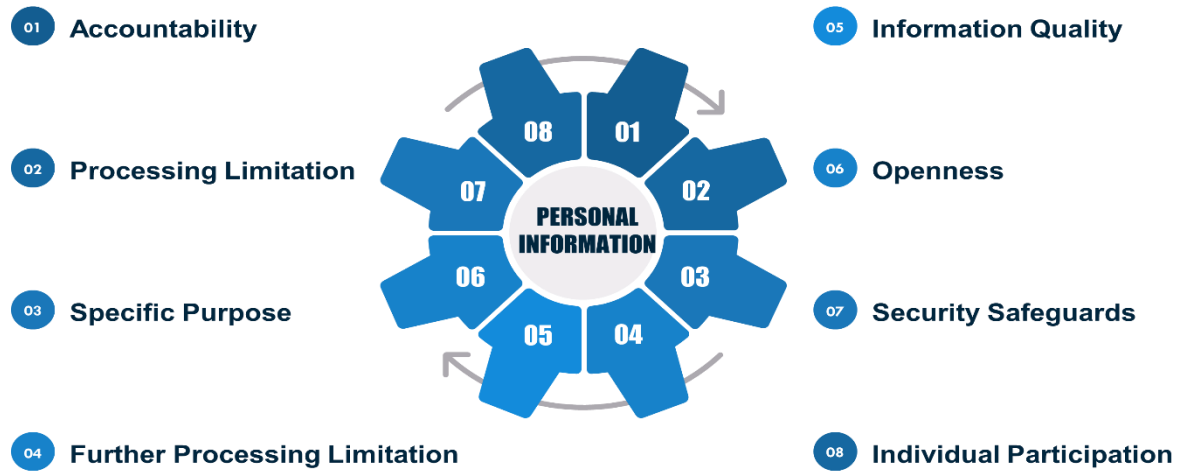 01 Accountability
02 Processing Limitation
03 Specific Purpose
04 Further Processing Limitation
08
01
07
02
PERSONAL
INFORMATION
06
03
05
04
05 Information Quality
06 Openness
07 Security Safeguards
08 Individual Participation